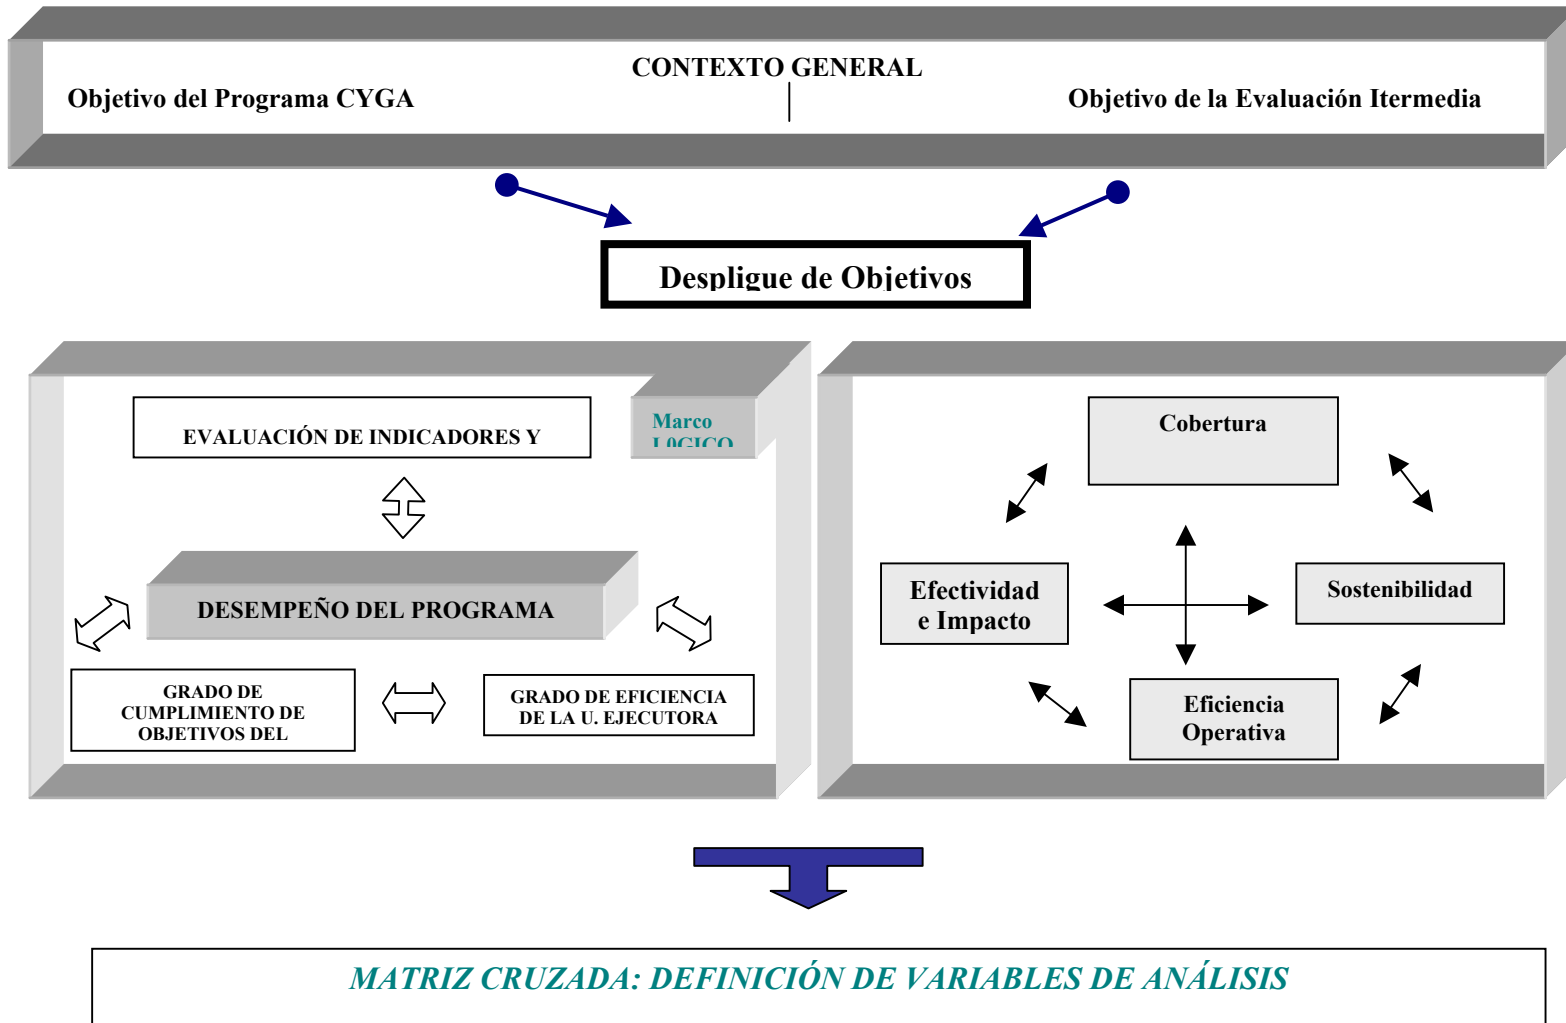 CONTEXTO GENERAL
Objetivo del Programa CYGA
Objetivo de la Evaluación Itermedia
Despligue de Objetivos
EVALUACIÓN DE INDICADORES Y
Marco
L0GICO
DESEMPEÑO DEL PROGRAMA
GRADO DE
CUMPLIMIENTO DE
OBJETIVOS DEL
GRADO DE EFICIENCIA
DE LA U. EJECUTORA
Cobertura
Efectividad
e Impacto
Sostenibilidad
Eficiencia
Operativa
MATRIZ CRUZADA: DEFINICIÓN DE VARIABLES DE ANÁLISIS